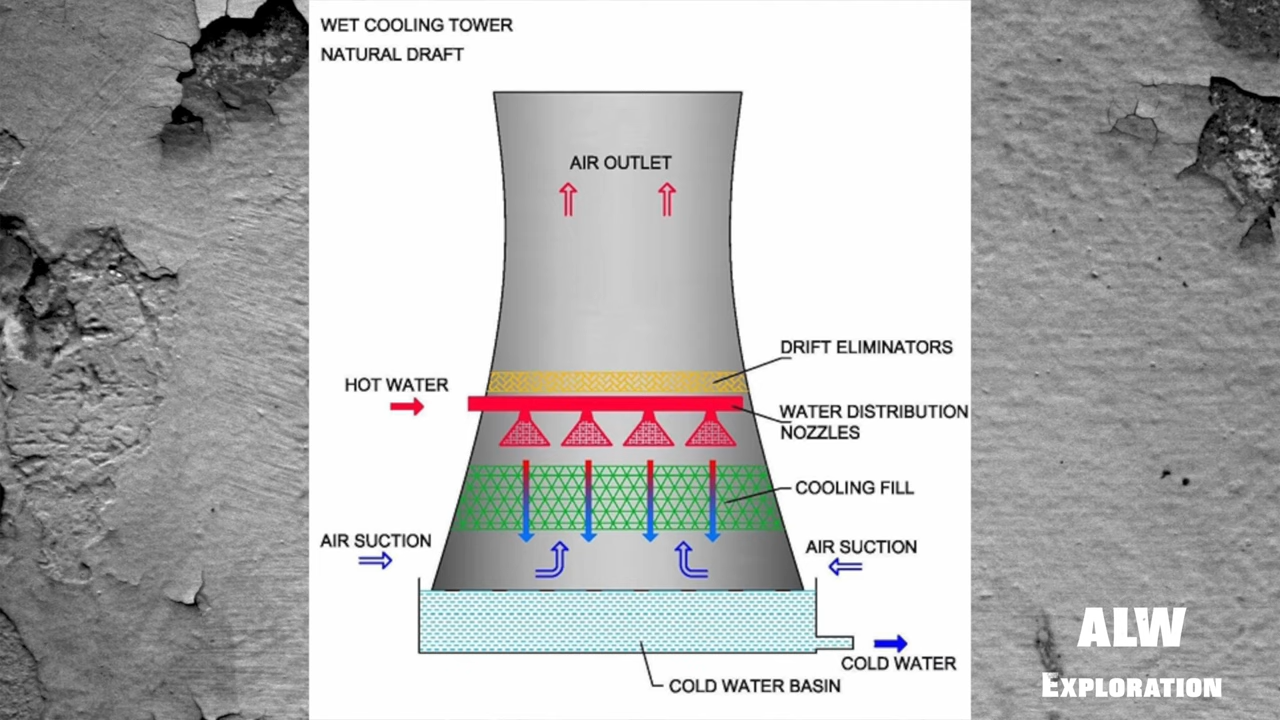 WET COOLING TOWER
NATURAL DRAFT
AIR OUTLET
DRIFT ELIMINATORS
HOT WATER
WATER DISTRIBUTION
NOZZLES
COOLING FILL
AIR SUCTION
AIR SUCTION
COLD WATER
COLD WATER BASIN
ALW
EXPLORATION